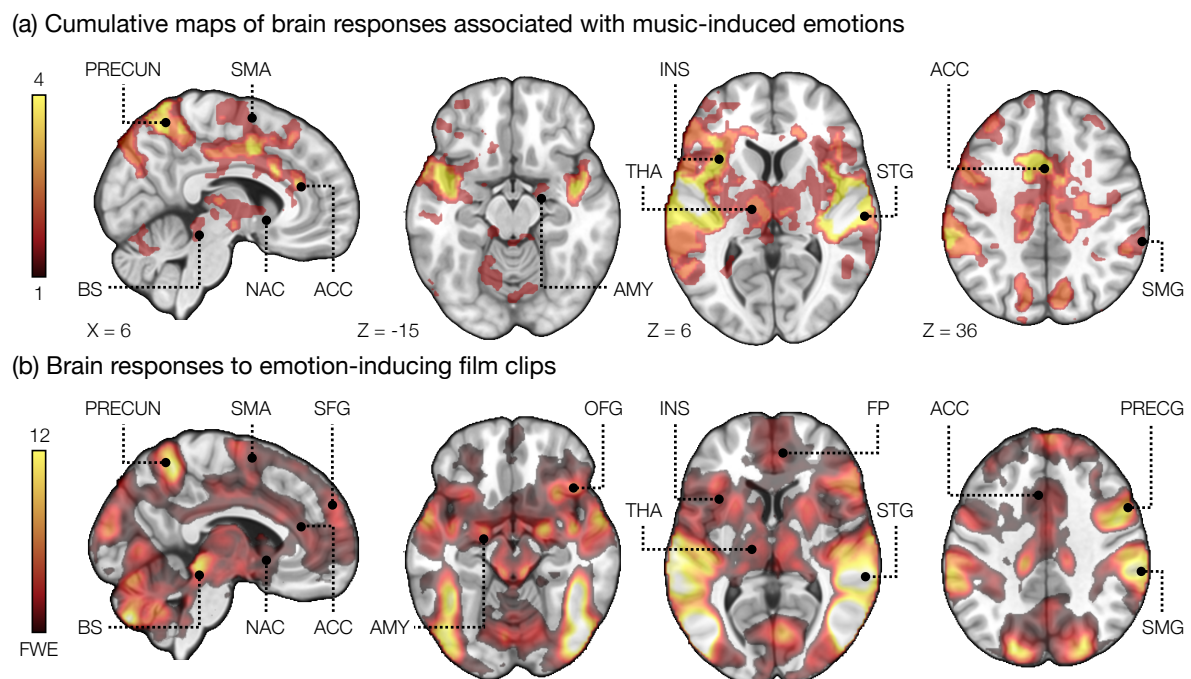 (a) Cumulative maps of brain responses associated with music-induced emotions
4
PRECUN SMA INS ACC
THA STG
1
BS NAC ACC AMY SMG
X = 6 Z = -15 Z = 6 Z = 36
(b) Brain responses to emotion-inducing film clips
12
PRECUN SMA SFG OFG INS FP ACC PRECG
THA STG
FWE
BS NAC ACC AMY SMG